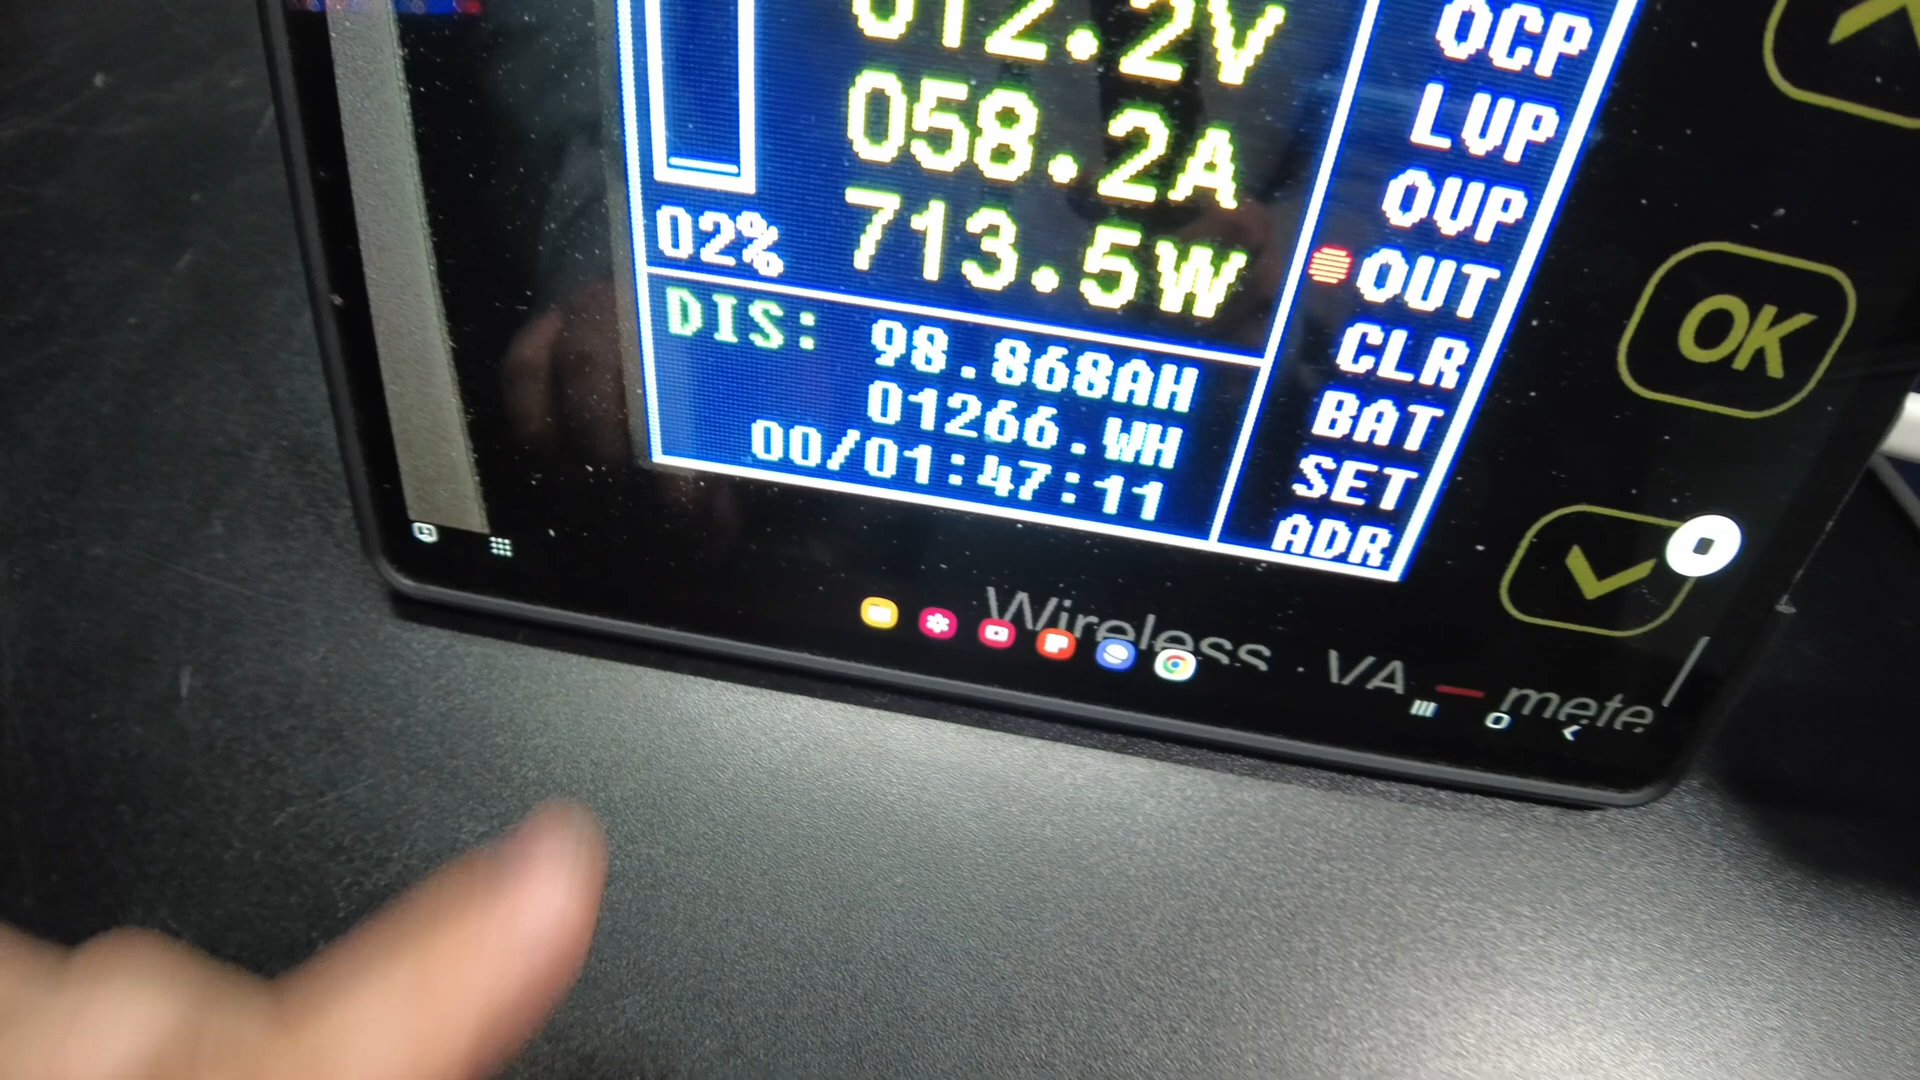 012.2V
058.2A
713.5W
02%
DIS: 98.868AH
01266.WH
00/01:47:11
OCP
LVP
OVP
OUT
CLR
BAT
SET
ADR
OK
Wireless · VA — mete